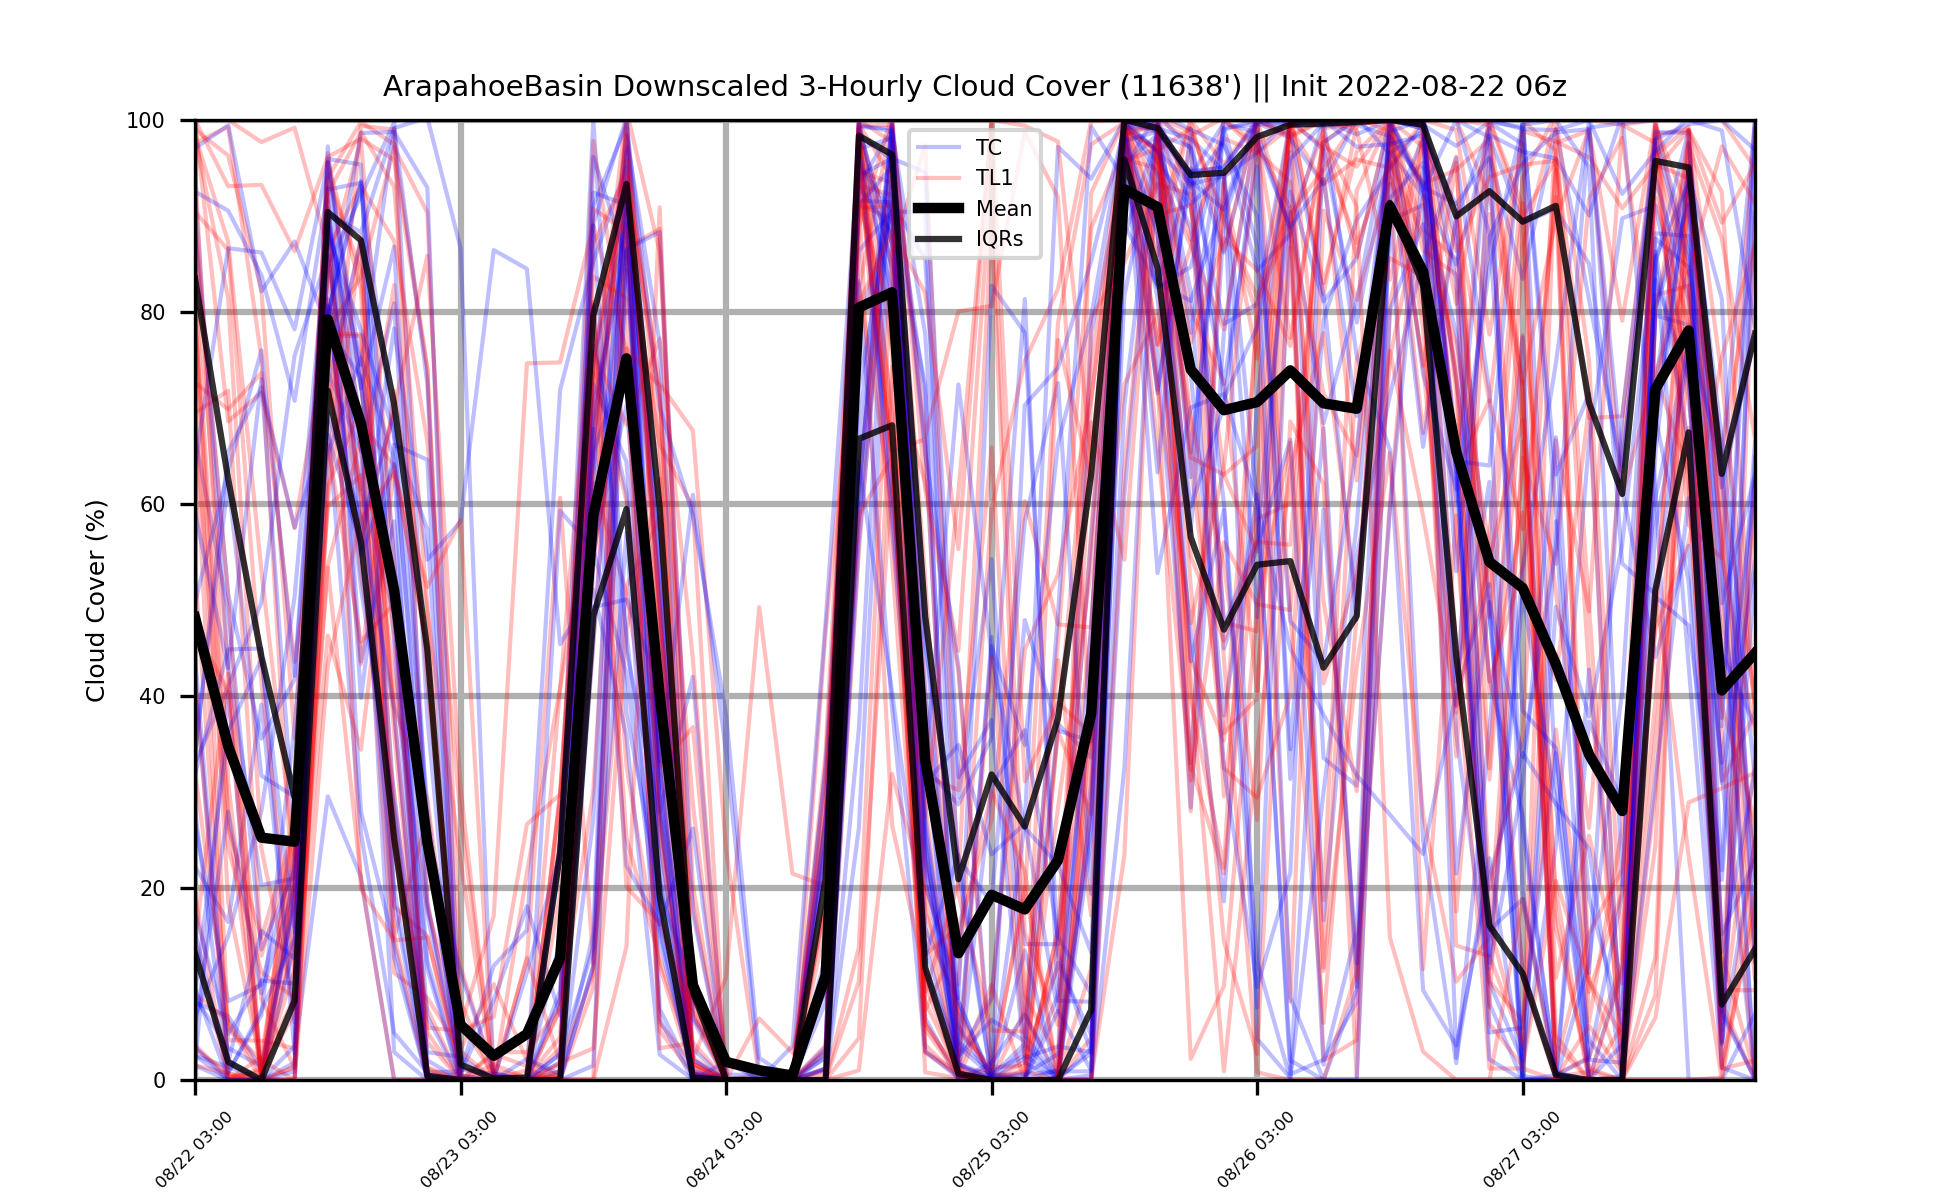 ArapahoeBasin Downscaled 3-Hourly Cloud Cover (11638') || Init 2022-08-22 06z
Cloud Cover (%)
100
80
60
40
20
0
TC
TL1
Mean
IQRs
08/22 03:00
08/23 03:00
08/24 03:00
08/25 03:00
08/26 03:00
08/27 03:00